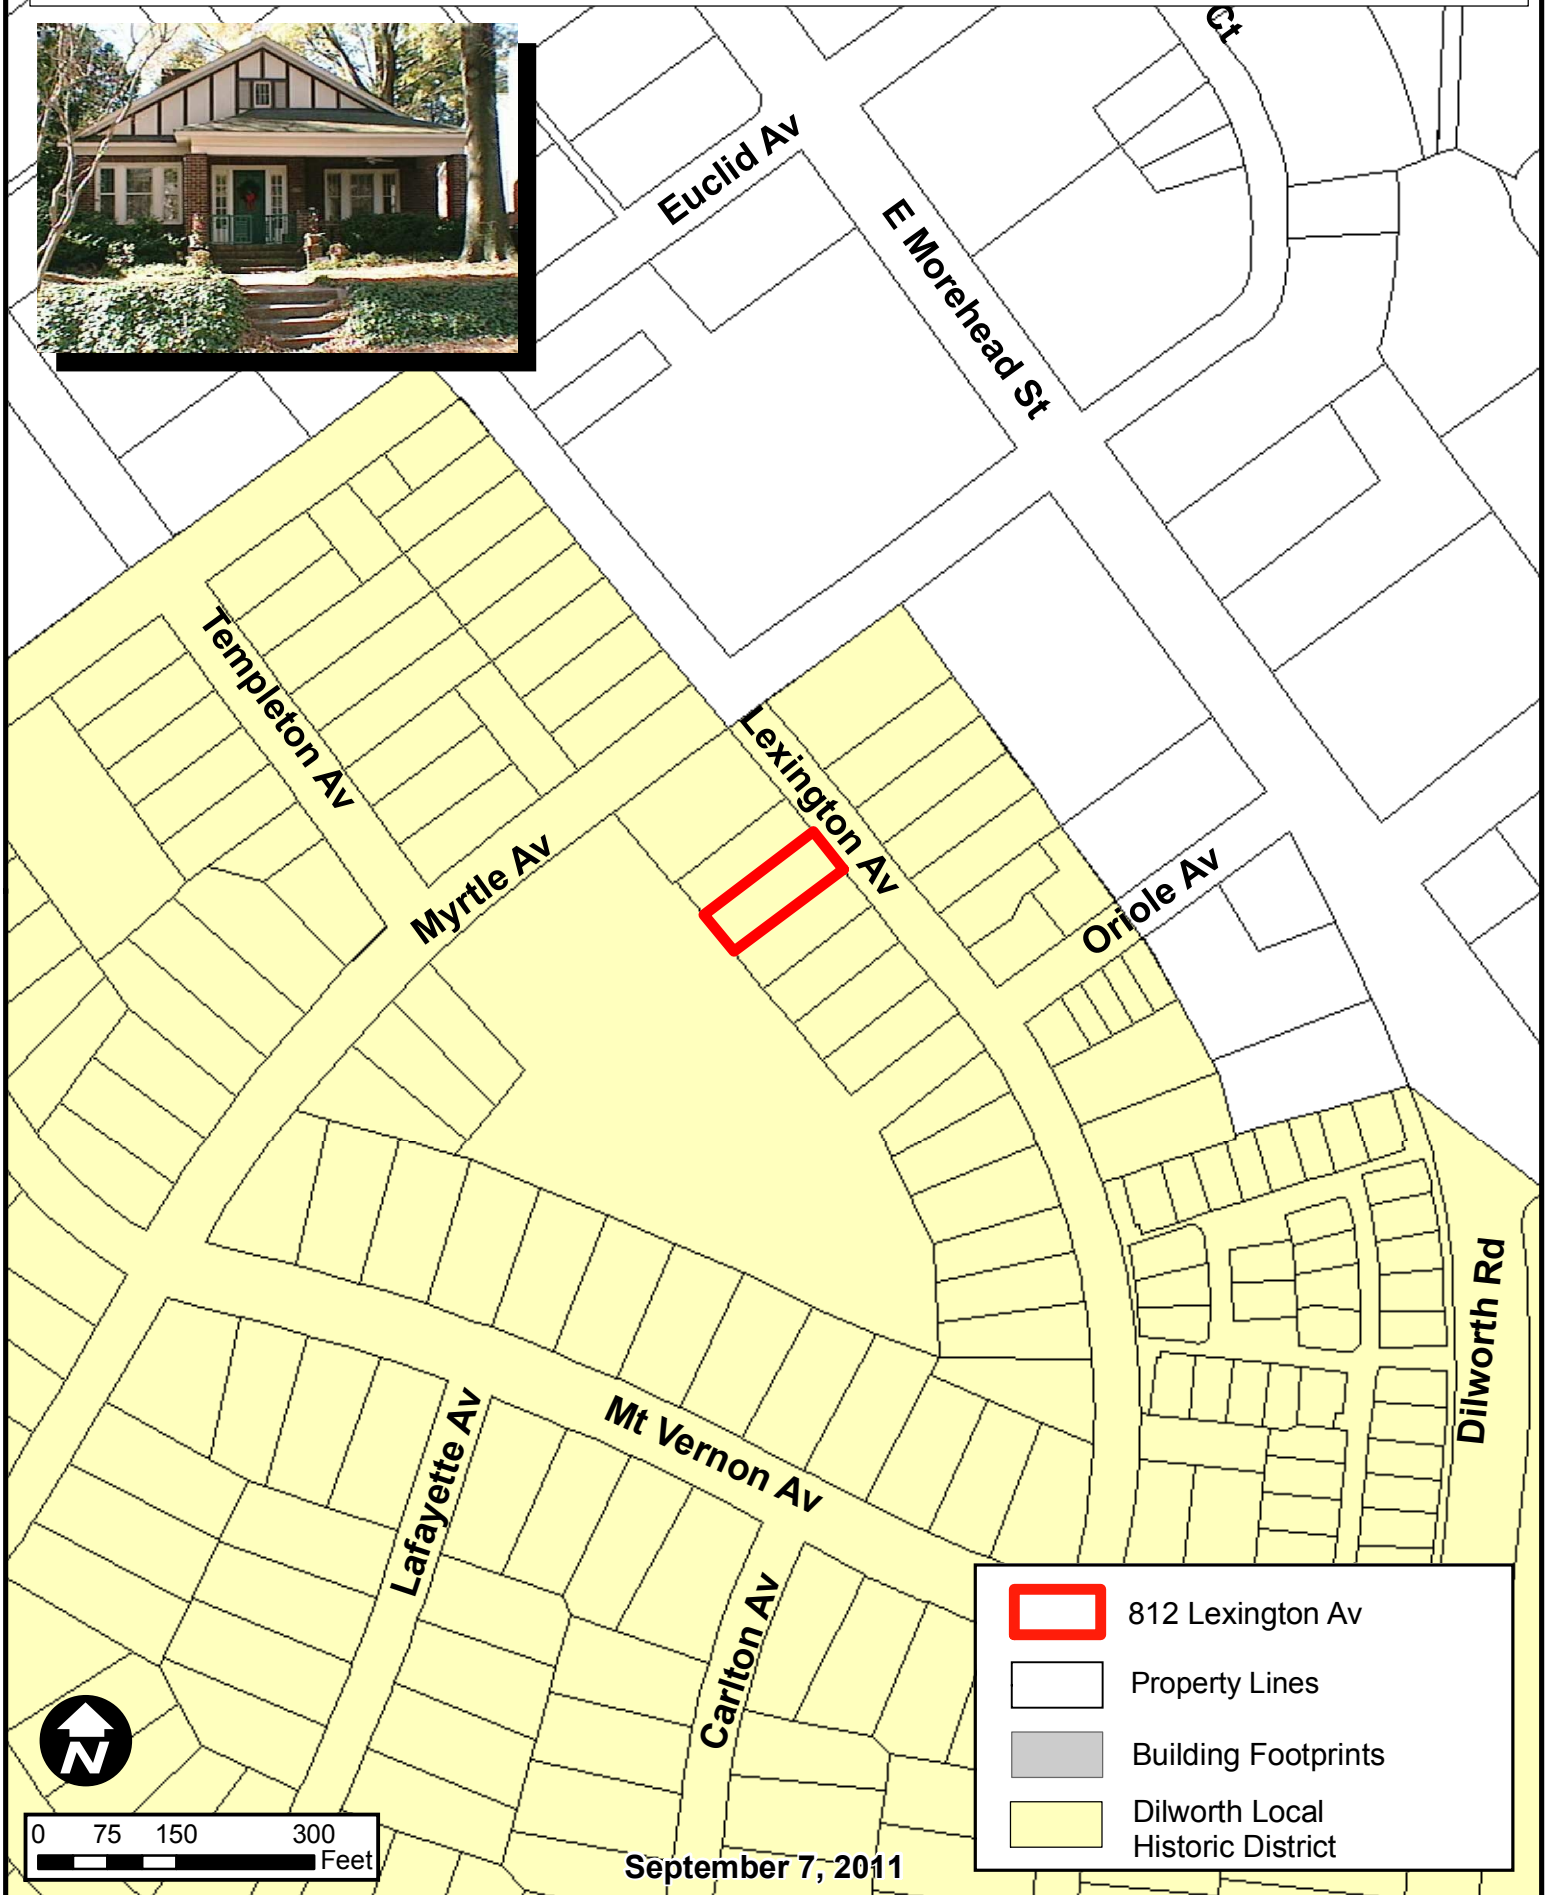 Ct
Euclid Av
E Morehead St
Templeton Av
Lexington Av
Myrtle Av
Oriole Av
Dilworth Rd
Mt Vernon Av
Lafayette Av
Carlton Av
812 Lexington Av
Property Lines
Building Footprints
Dilworth Local
Historic District
N
0 75 150 300
Feet
September 7, 2011